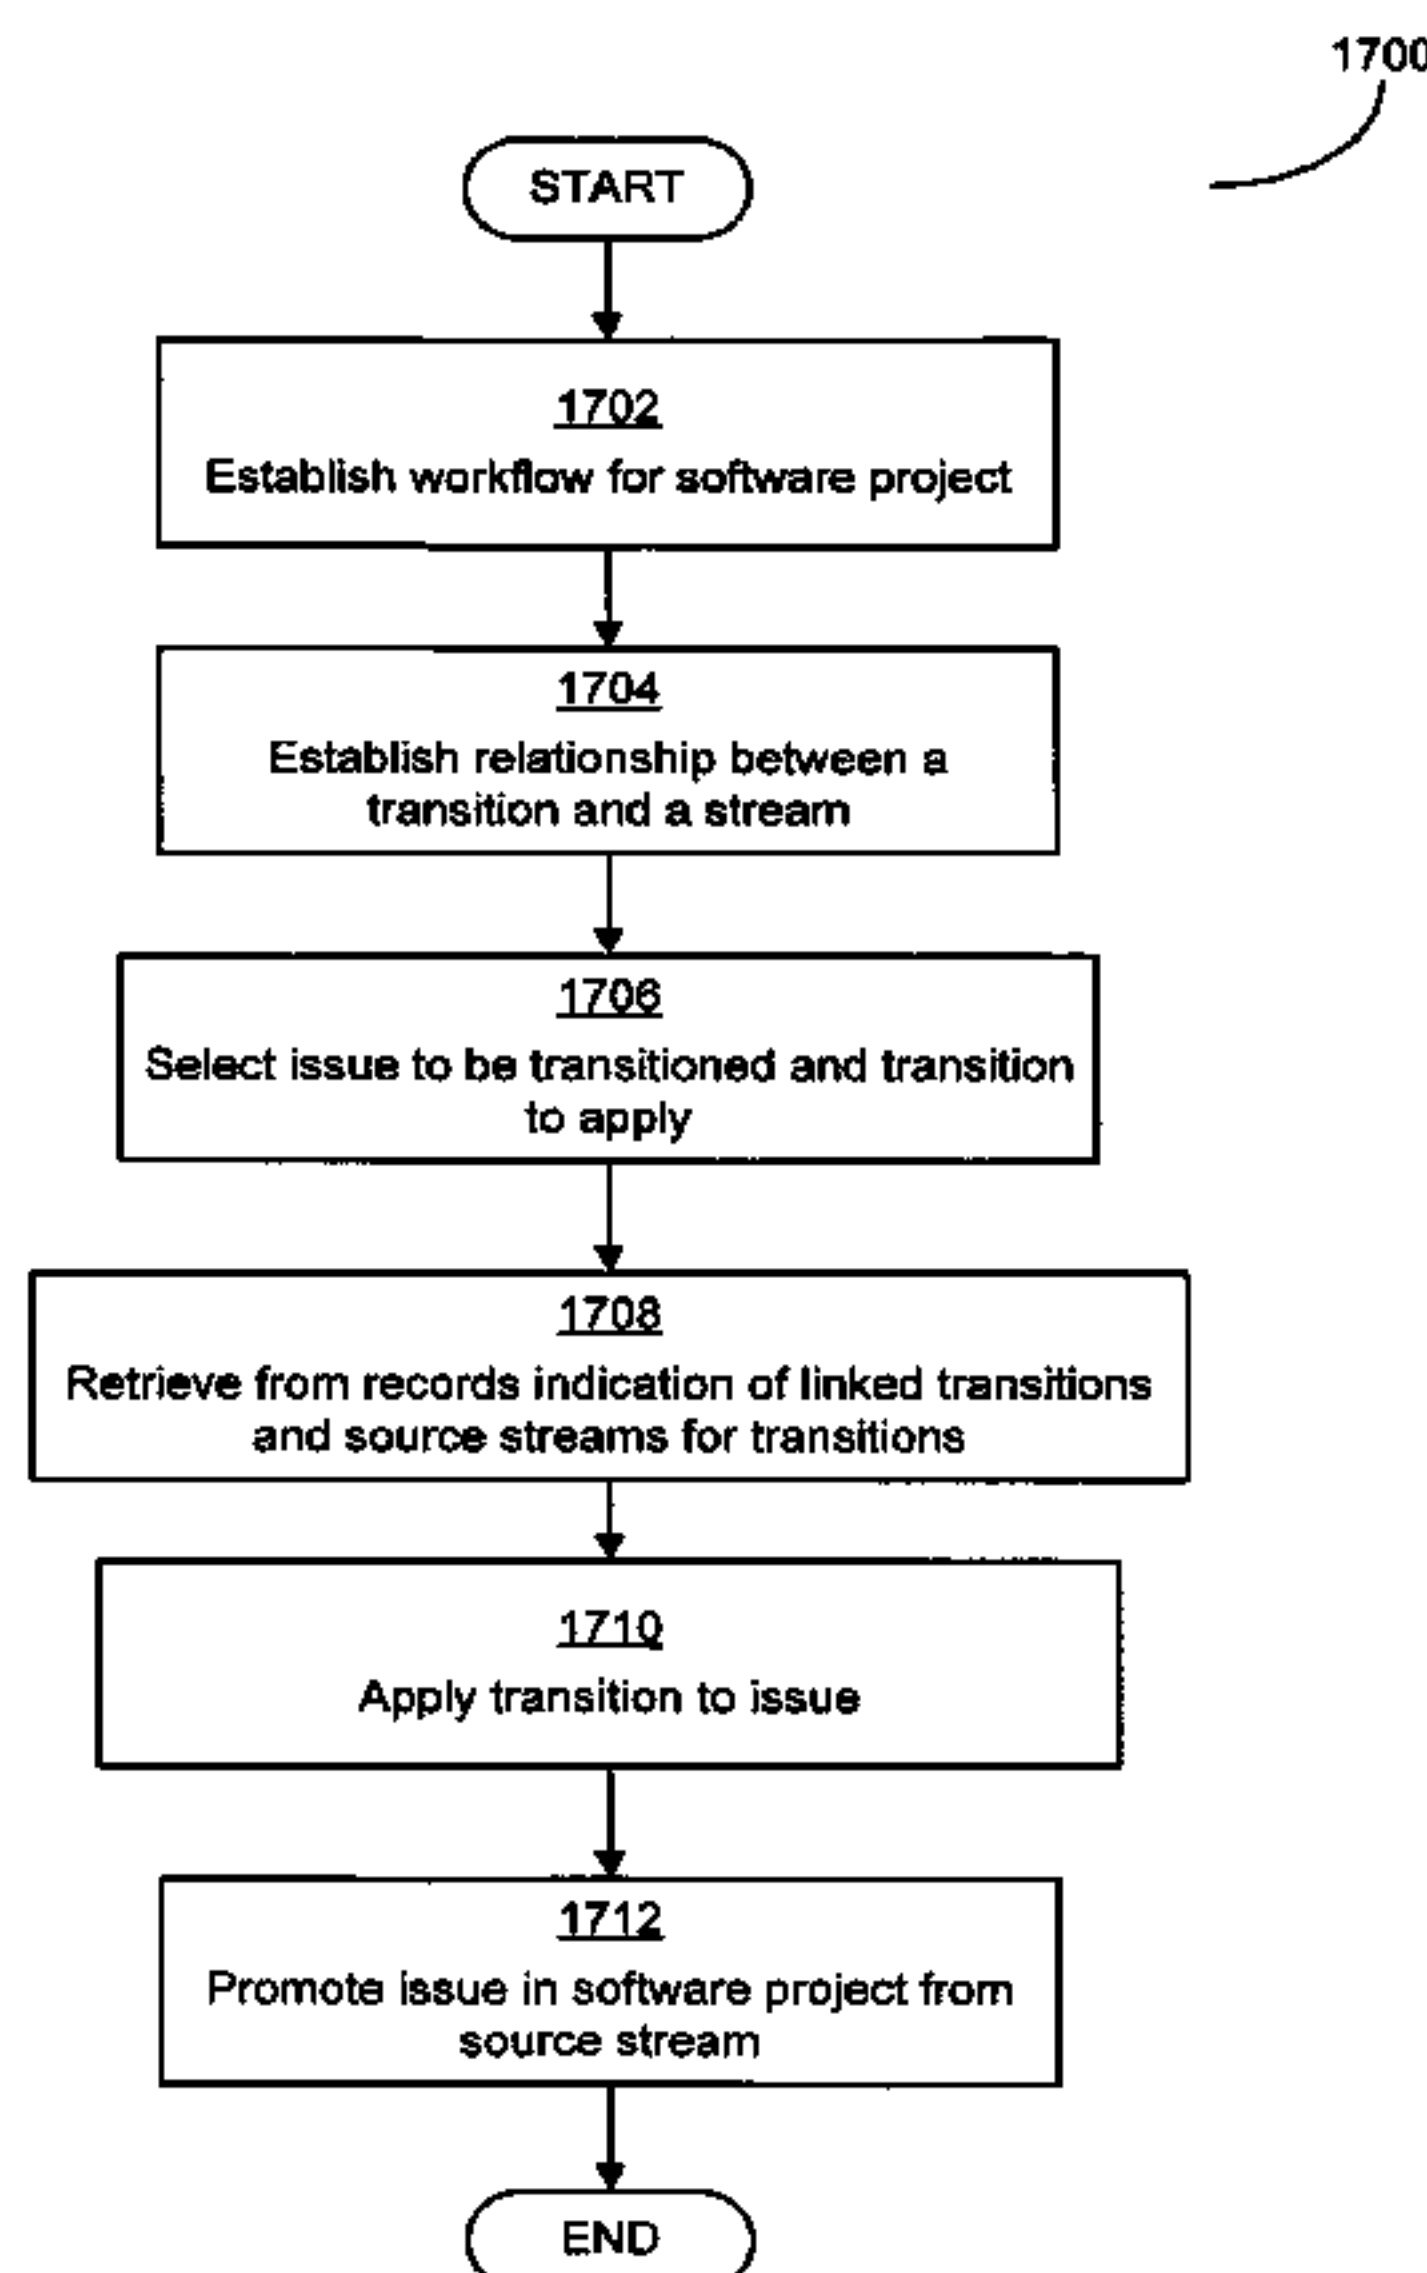 1700
START
1702
Establish workflow for software project
1704
Establish relationship between a
transition and a stream
1706
Select issue to be transitioned and transition
to apply
1708
Retrieve from records indication of linked transitions
and source streams for transitions
1710
Apply transition to issue
1712
Promote issue in software project from
source stream
END